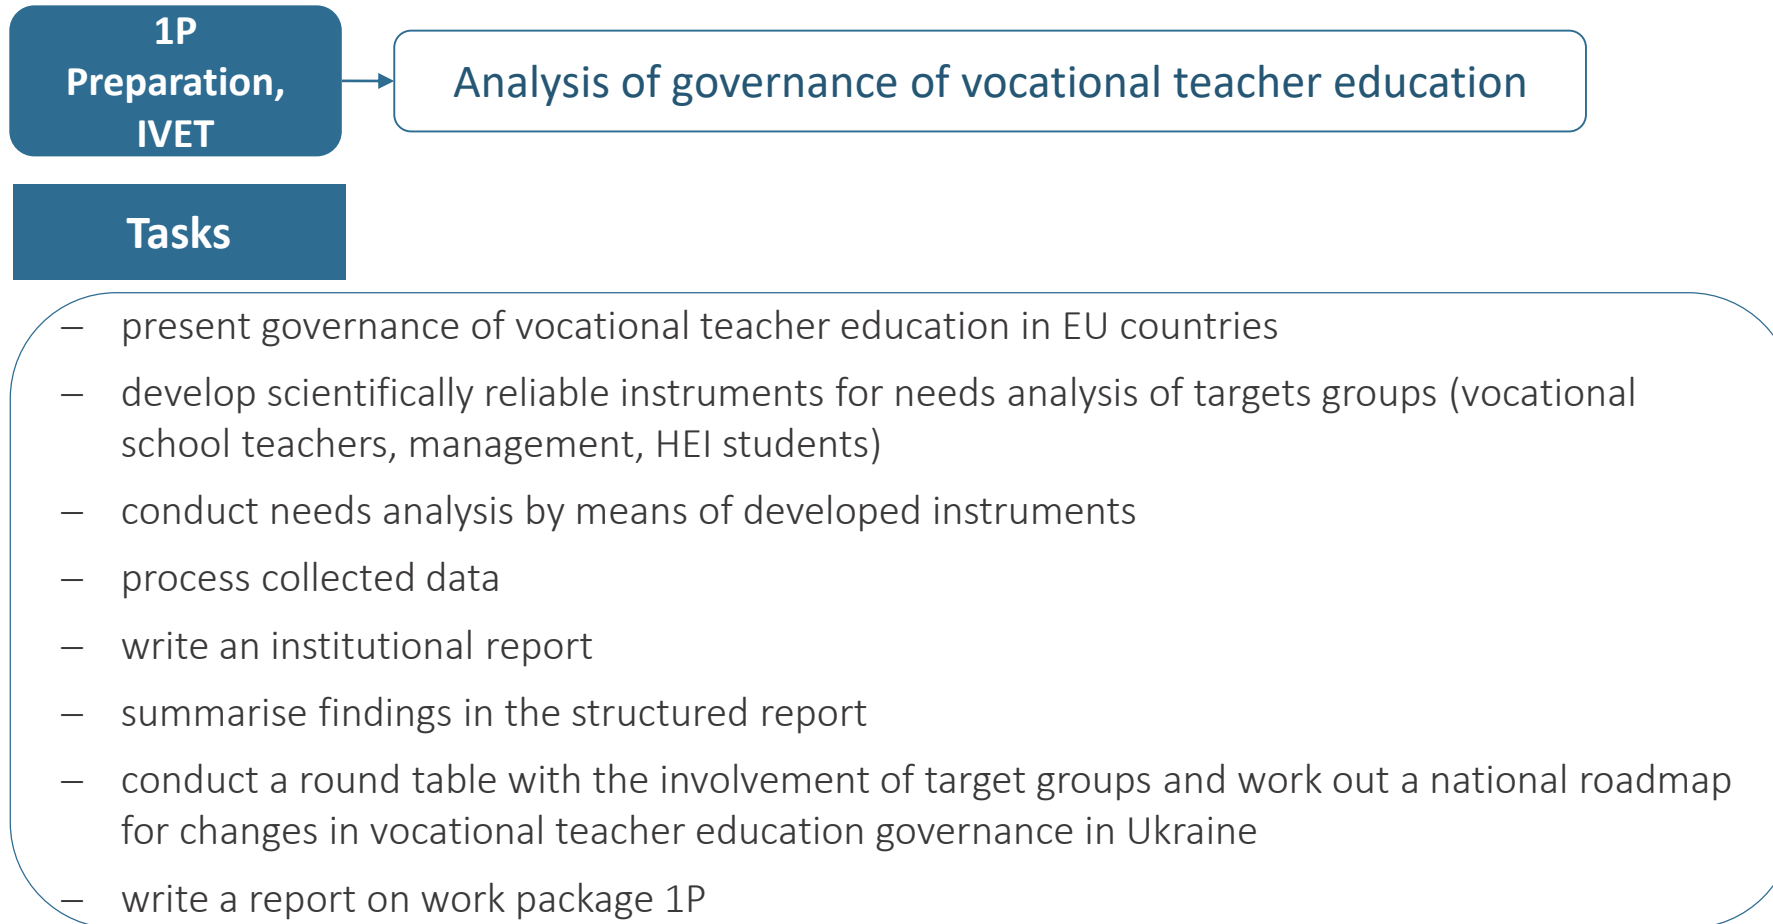 1P
Preparation,
IVET
Analysis of governance of vocational teacher education
Tasks
– present governance of vocational teacher education in EU countries
– develop scientifically reliable instruments for needs analysis of targets groups (vocational
school teachers, management, HEI students)
– conduct needs analysis by means of developed instruments
– process collected data
– write an institutional report
– summarise findings in the structured report
– conduct a round table with the involvement of target groups and work out a national roadmap
for changes in vocational teacher education governance in Ukraine
– write a report on work package 1P